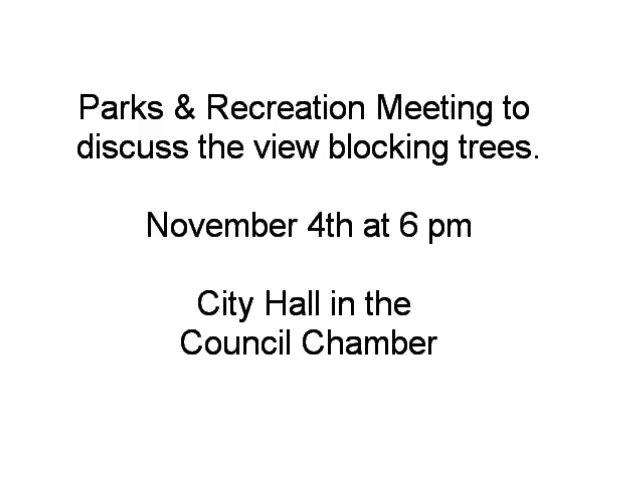 Parks & Recreation Meeting to
discuss the view blocking trees.
November 4th at 6 pm
City Hall in the
Council Chamber